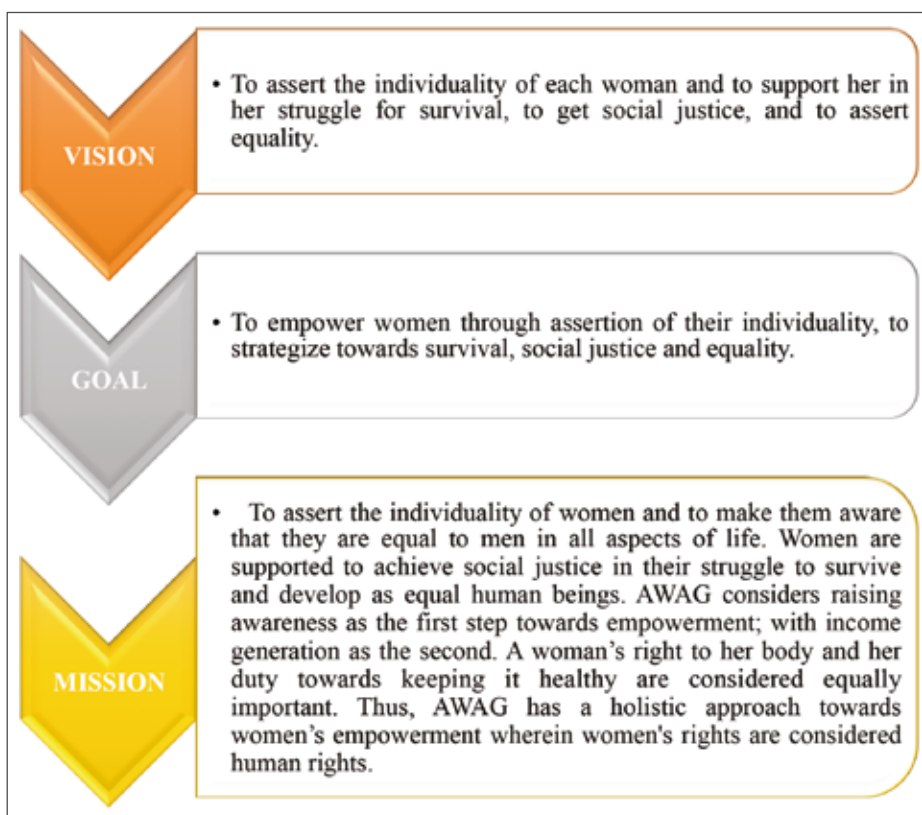 VISION
• To assert the individuality of each woman and to support her in
her struggle for survival, to get social justice, and to assert
equality.
GOAL
• To empower women through assertion of their individuality, to
strategize towards survival, social justice and equality.
MISSION
• To assert the individuality of women and to make them aware
that they are equal to men in all aspects of life. Women are
supported to achieve social justice in their struggle to survive
and develop as equal human beings. AWAG considers raising
awareness as the first step towards empowerment; with income
generation as the second. A woman’s right to her body and her
duty towards keeping it healthy are considered equally
important. Thus, AWAG has a holistic approach towards
women’s empowerment wherein women's rights are considered
human rights.